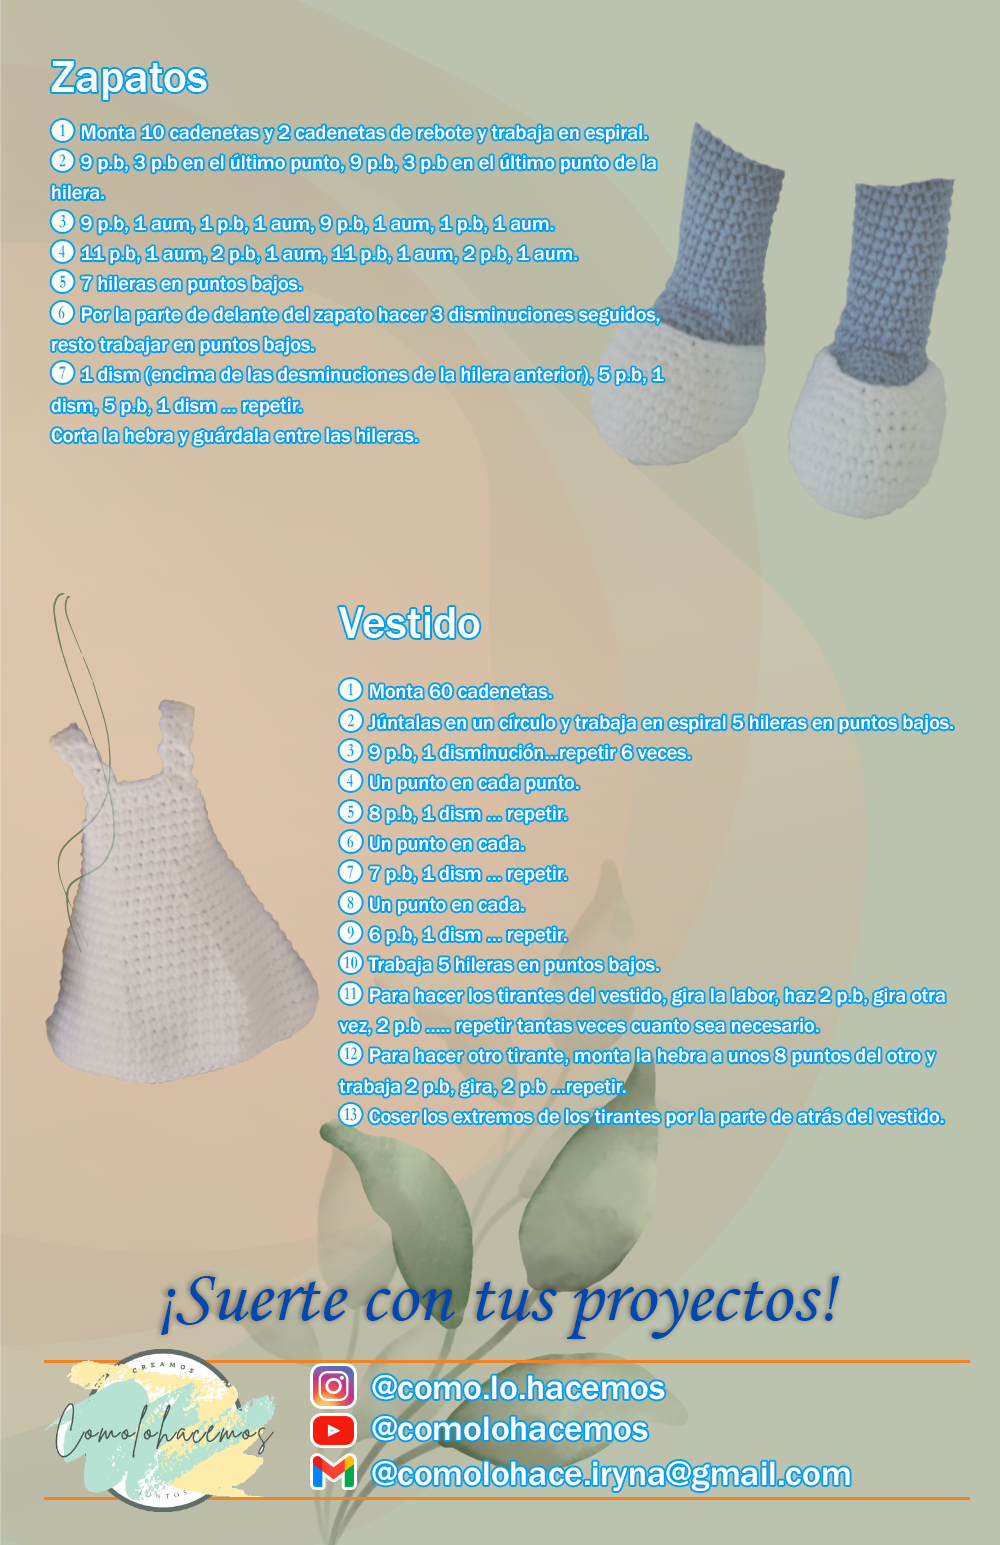 Zapatos
1 Monta 10 cadenetas y 2 cadenetas de rebote y trabaja en espiral.
2 9 p.b, 3 p.b en el último punto, 9 p.b, 3 p.b en el último punto de la
hilera.
3 9 p.b, 1 aum, 1 p.b, 1 aum, 9 p.b, 1 aum, 1 p.b, 1 aum.
4 11 p.b, 1 aum, 2 p.b, 1 aum, 11 p.b, 1 aum, 2 p.b, 1 aum.
5 7 hileras en puntos bajos.
6 Por la parte de delante del zapato hacer 3 disminuciones seguidos,
resto trabajar en puntos bajos.
7 1 dism (encima de las desminuciones de la hilera anterior), 5 p.b, 1
dism, 5 p.b, 1 dism ... repetir.
Corta la hebra y guárdala entre las hileras.
Vestido
1 Monta 60 cadenetas.
2 Júntalas en un círculo y trabaja en espiral 5 hileras en puntos bajos.
3 9 p.b, 1 disminución...repetir 6 veces.
4 Un punto en cada punto.
5 8 p.b, 1 dism ... repetir.
6 Un punto en cada.
7 7 p.b, 1 dism ... repetir.
8 Un punto en cada.
9 6 p.b, 1 dism ... repetir.
10 Trabaja 5 hileras en puntos bajos.
11 Para hacer los tirantes del vestido, gira la labor, haz 2 p.b, gira otra
vez, 2 p.b ..... repetir tantas veces cuanto sea necesario.
12 Para hacer otro tirante, monta la hebra a unos 8 puntos del otro y
trabaja 2 p.b, gira, 2 p.b ...repetir.
13 Coser los extremos de los tirantes por la parte de atrás del vestido.
¡Suerte con tus proyectos!
CREAMOS
Comolohacemos
PUNTOS
@como.lo.hacemos
@comolohacemos
@comolohace.iryna@gmail.com